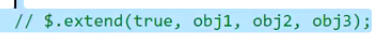 // $.extend(true, obj1, obj2, obj3);